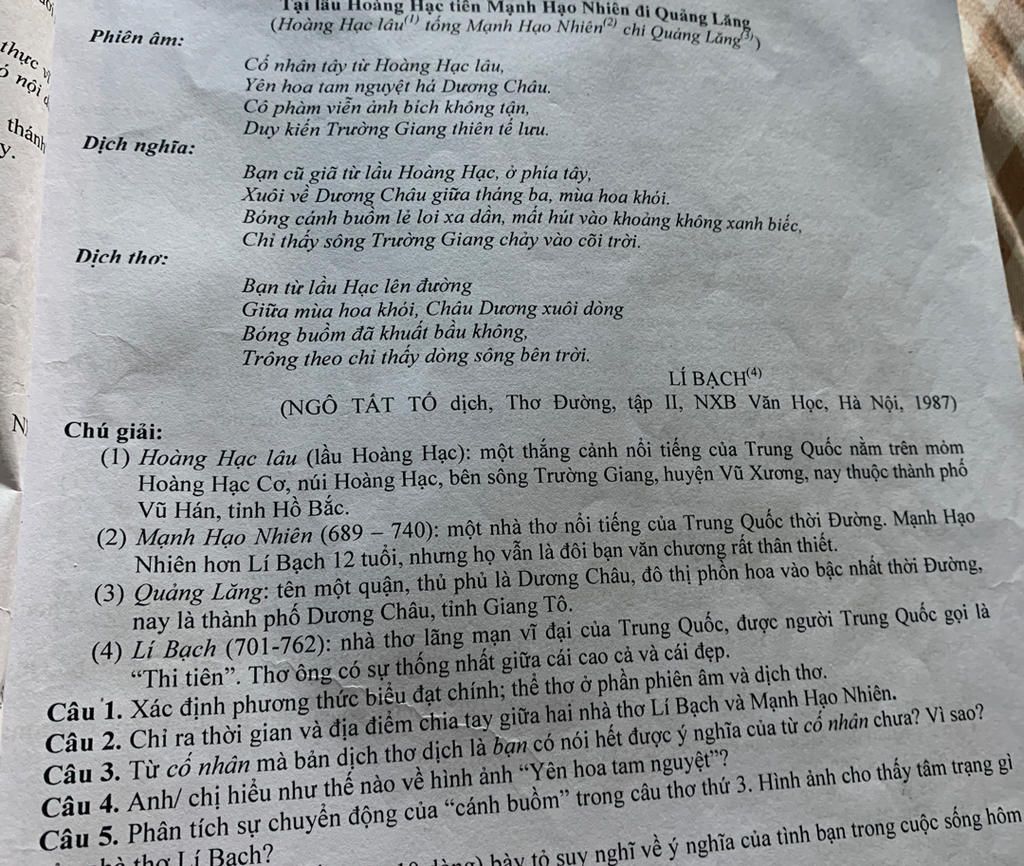 Tại lầu Hoàng Hạc tiễn Mạnh Hạo Nhiên đi Quảng Lăng
(Hoàng Hạc lâu(1) tống Mạnh Hạo Nhiên(2) chi Quảng Lăng(3))
Phiên âm:
Cố nhân tây từ Hoàng Hạc lâu,
Yên hoa tam nguyệt há Dương Châu.
Cô phàm viễn ảnh bích không tận,
Duy kiến Trường Giang thiên tế lưu.
Dịch nghĩa:
Bạn cũ giã từ lầu Hoàng Hạc, ở phía tây,
Xuôi về Dương Châu giữa tháng ba, mùa hoa khói.
Bóng cánh buồm lẻ loi xa dần, mất hút vào khoảng không xanh biếc,
Chỉ thấy sông Trường Giang chảy vào cõi trời.
Dịch thơ:
Bạn từ lầu Hạc lên đường
Giữa mùa hoa khói, Châu Dương xuôi dòng
Bóng buồm đã khuất bầu không,
Trông theo chỉ thấy dòng sông bên trời.
LÍ BẠCH(4)
(NGÔ TẤT TỐ dịch, Thơ Đường, tập II, NXB Văn Học, Hà Nội, 1987)
Chú giải:
(1) Hoàng Hạc lâu (lầu Hoàng Hạc): một thắng cảnh nổi tiếng của Trung Quốc nằm trên mỏm
Hoàng Hạc Cơ, núi Hoàng Hạc, bên sông Trường Giang, huyện Vũ Xương, nay thuộc thành phố
Vũ Hán, tỉnh Hồ Bắc.
(2) Mạnh Hạo Nhiên (689 – 740): một nhà thơ nổi tiếng của Trung Quốc thời Đường. Mạnh Hạo
Nhiên hơn Lí Bạch 12 tuổi, nhưng họ vẫn là đôi bạn văn chương rất thân thiết.
(3) Quảng Lăng: tên một quận, thủ phủ là Dương Châu, đô thị phồn hoa vào bậc nhất thời Đường,
nay là thành phố Dương Châu, tỉnh Giang Tô.
(4) Lí Bạch (701-762): nhà thơ lãng mạn vĩ đại của Trung Quốc, được người Trung Quốc gọi là
“Thi tiên”. Thơ ông có sự thống nhất giữa cái cao cả và cái đẹp.
Câu 1. Xác định phương thức biểu đạt chính; thể thơ ở phần phiên âm và dịch thơ.
Câu 2. Chỉ ra thời gian và địa điểm chia tay giữa hai nhà thơ Lí Bạch và Mạnh Hạo Nhiên.
Câu 3. Từ cố nhân mà bản dịch thơ dịch là bạn có nói hết được ý nghĩa của từ cố nhân chưa? Vì sao?
Câu 4. Anh/ chị hiểu như thế nào về hình ảnh “Yên hoa tam nguyệt”?
Câu 5. Phân tích sự chuyển động của “cánh buồm” trong câu thơ thứ 3. Hình ảnh cho thấy tâm trạng gì
thơ Lí Bạch?
bày tỏ suy nghĩ về ý nghĩa của tình bạn trong cuộc sống hôm
thực
nội
thánh
y.